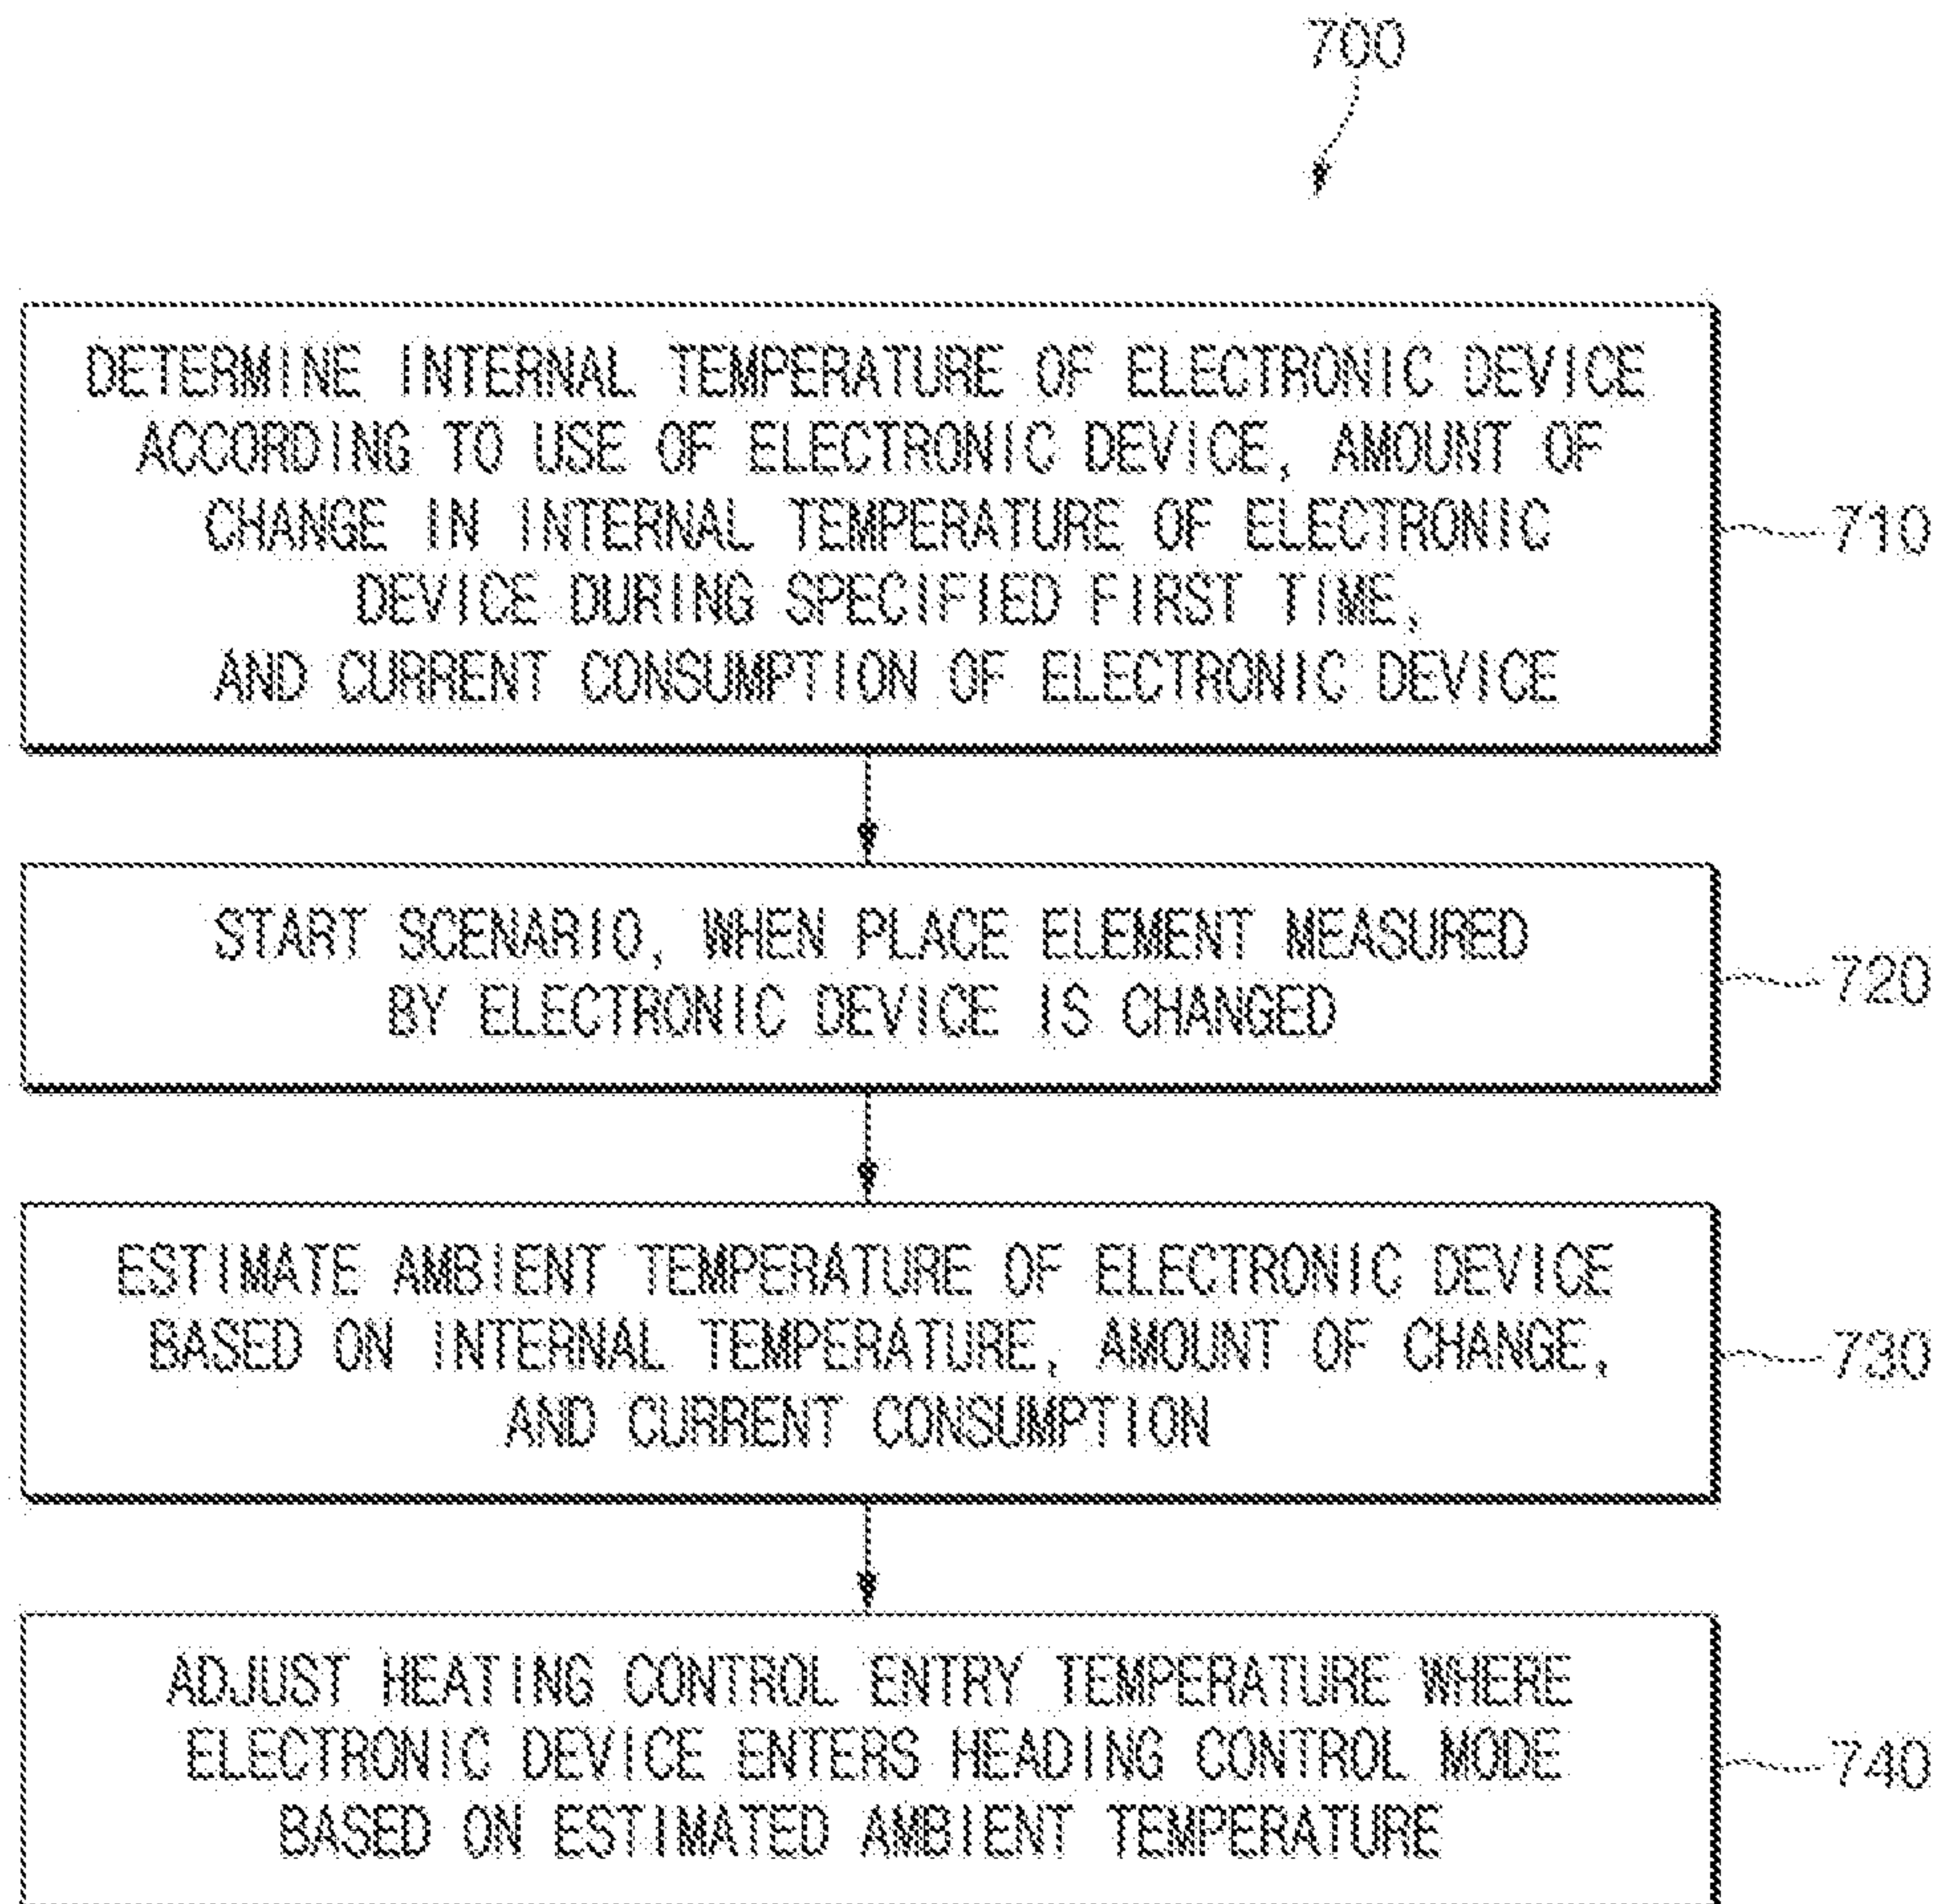 700
DETERMINE INTERNAL TEMPERATURE OF ELECTRONIC DEVICE
ACCORDING TO USE OF ELECTRONIC DEVICE, AMOUNT OF
CHANGE IN INTERNAL TEMPERATURE OF ELECTRONIC
DEVICE DURING SPECIFIED FIRST TIME,
AND CURRENT CONSUMPTION OF ELECTRONIC DEVICE
710
START SCENARIO, WHEN PLACE ELEMENT MEASURED
BY ELECTRONIC DEVICE IS CHANGED
720
ESTIMATE AMBIENT TEMPERATURE OF ELECTRONIC DEVICE
BASED ON INTERNAL TEMPERATURE, AMOUNT OF CHANGE,
AND CURRENT CONSUMPTION
730
ADJUST HEATING CONTROL ENTRY TEMPERATURE WHERE
ELECTRONIC DEVICE ENTERS HEADING CONTROL MODE
BASED ON ESTIMATED AMBIENT TEMPERATURE
740